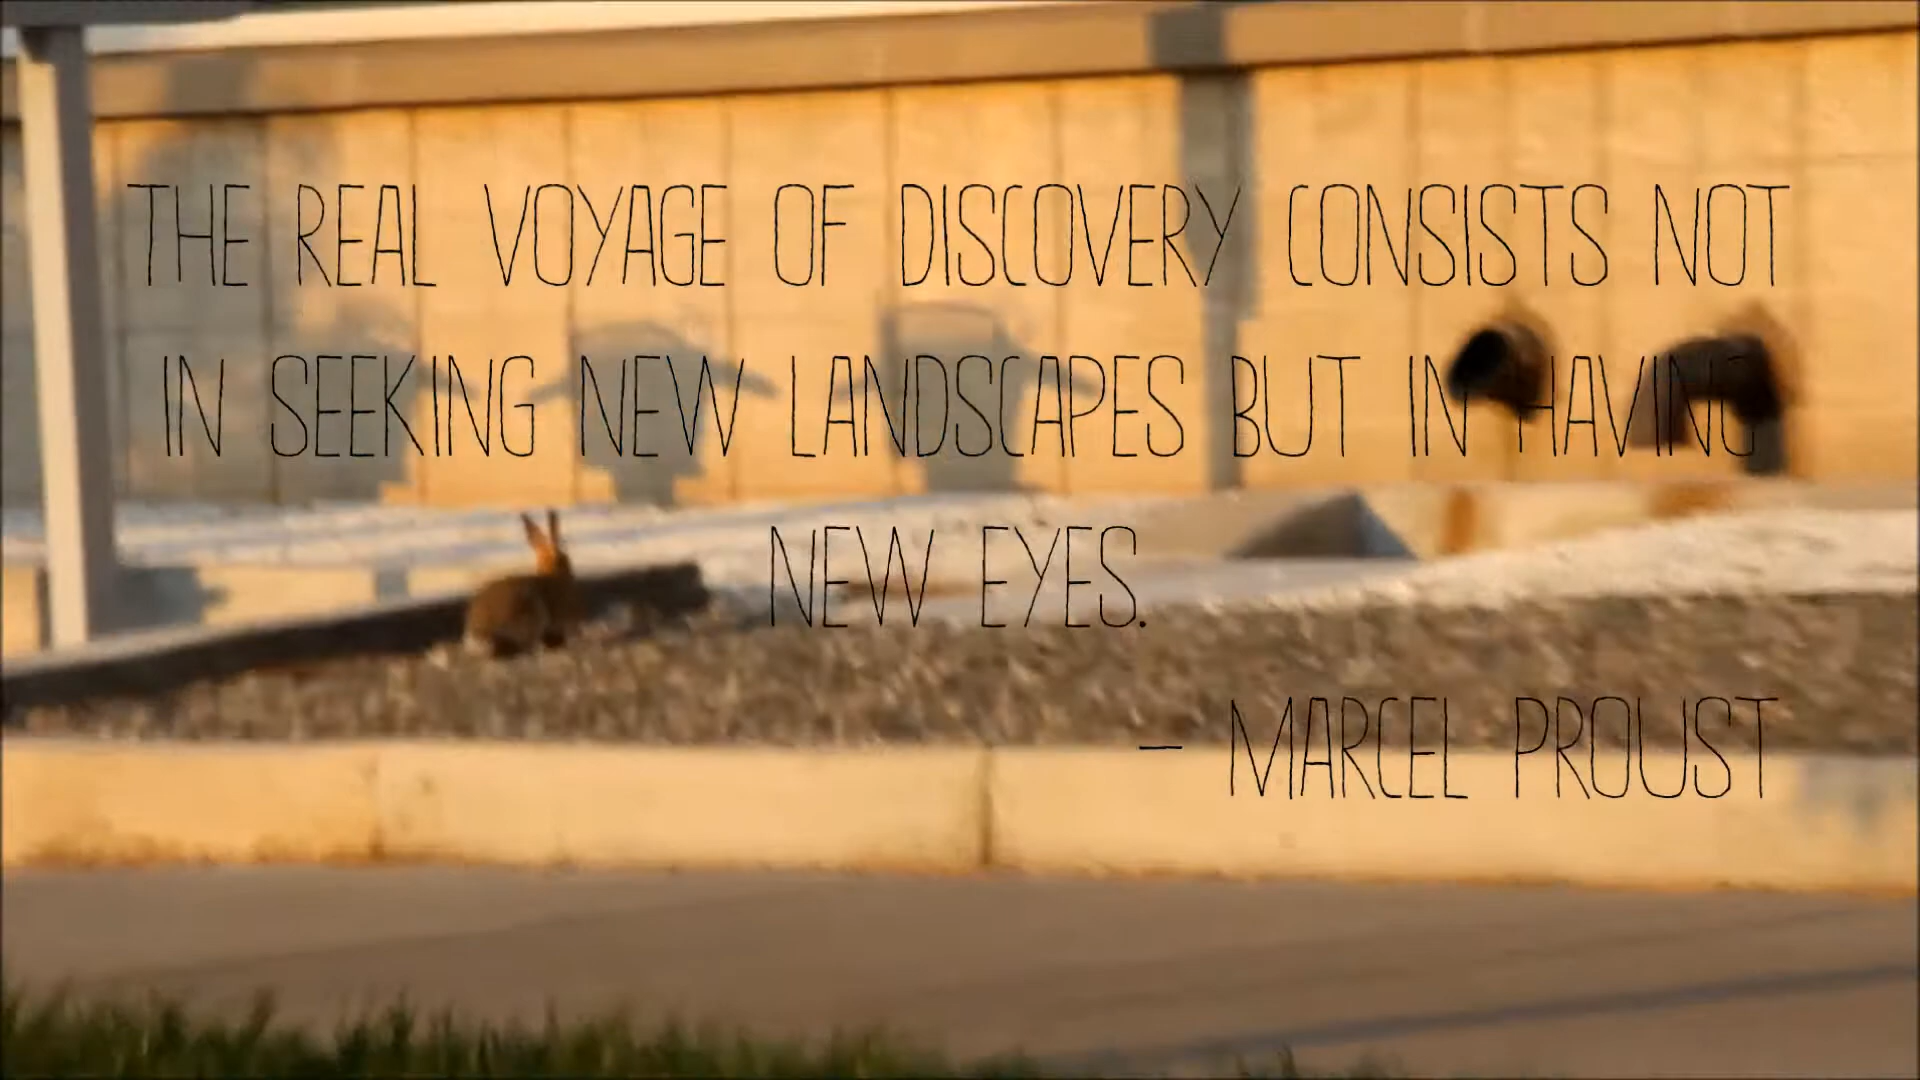 THE REAL VOYAGE OF DISCOVERY CONSISTS NOT
IN SEEKING NEW LANDSCAPES BUT IN HAVING
NEW EYES.
– MARCEL PROUST